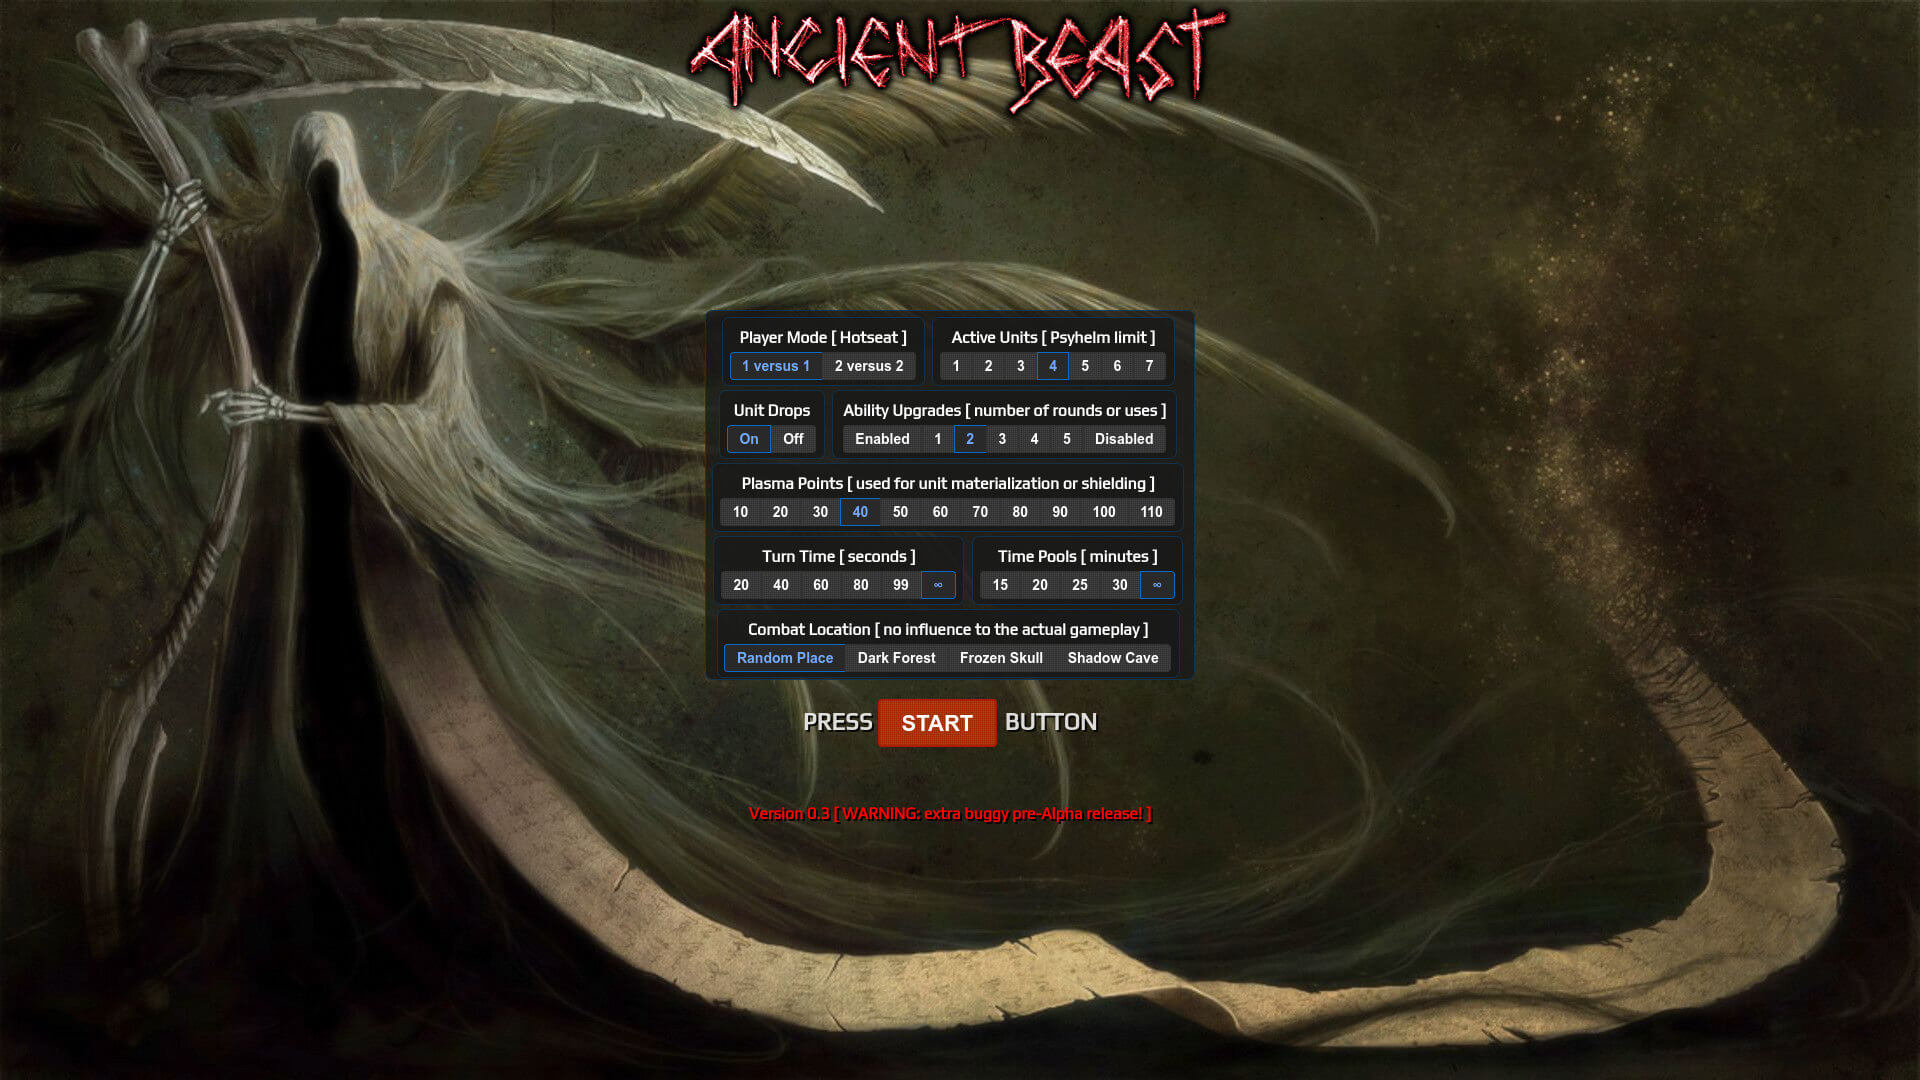 ANCIENT BEAST
Player Mode [ Hotseat ]
1 versus 1 2 versus 2
Active Units [ Psyhelm limit ]
1 2 3 4 5 6 7
Unit Drops
On Off
Ability Upgrades [ number of rounds or uses ]
Enabled 1 2 3 4 5 Disabled
Plasma Points [ used for unit materialization or shielding ]
10 20 30 40 50 60 70 80 90 100 110
Turn Time [ seconds ]
20 40 60 80 99 ∞
Time Pools [ minutes ]
15 20 25 30 ∞
Combat Location [ no influence to the actual gameplay ]
Random Place Dark Forest Frozen Skull Shadow Cave
PRESS START BUTTON
Version 0.3 [ WARNING: extra buggy pre-Alpha release! ]